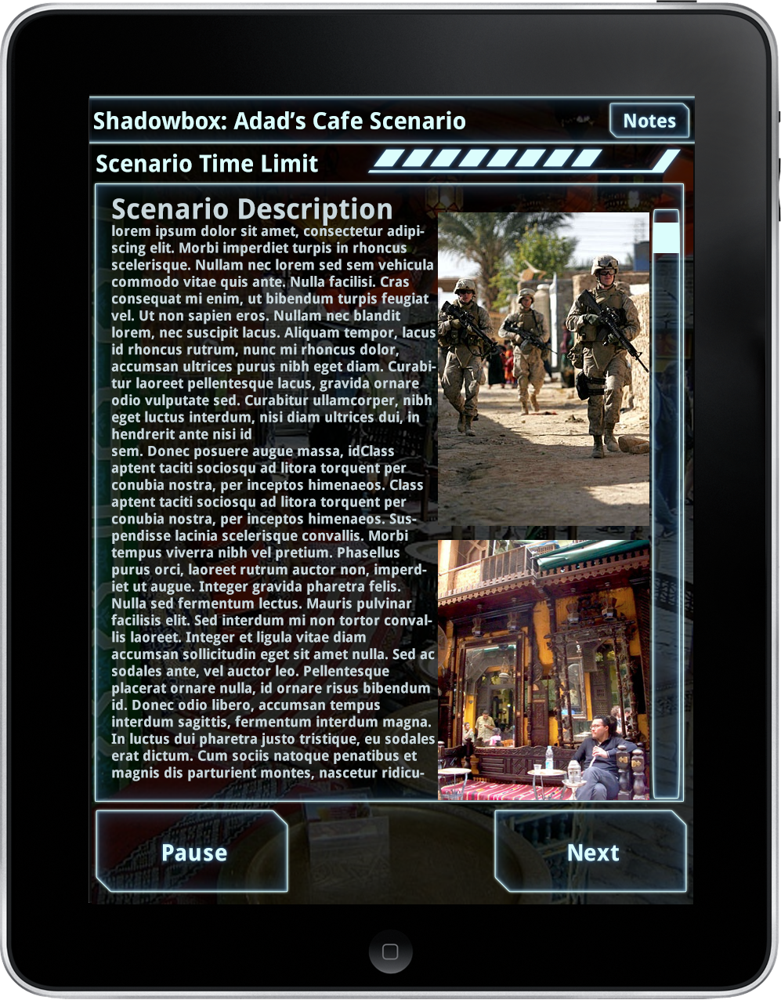 Shadowbox: Adad's Cafe Scenario
Notes
Scenario Time Limit
Scenario Description
lorem ipsum dolor sit amet, consectetur adipi-
scing elit. Morbi imperdiet turpis in rhoncus
scelerisque. Nullam nec lorem sed sem vehicula
commodo vitae quis ante. Nulla facilisi. Cras
consequat mi enim, ut bibendum turpis feugiat
vel. Ut non sapien eros. Nullam nec blandit
lorem, nec suscipit lacus. Aliquam tempor, lacus
id rhoncus rutrum, nunc mi rhoncus dolor,
accumsan ultrices purus nibh eget diam. Curabi-
tur laoreet pellentesque lacus, gravida ornare
odio vulputate sed. Curabitur ullamcorper, nibh
eget luctus interdum, nisi diam ultrices dui, in
hendrerit ante nisi id
sem. Donec posuere augue massa, idClass
aptent taciti sociosqu ad litora torquent per
conubia nostra, per inceptos himenaeos. Class
aptent taciti sociosqu ad litora torquent per
conubia nostra, per inceptos himenaeos. Sus-
pendisse lacinia scelerisque convallis. Morbi
tempus viverra nibh vel pretium. Phasellus
purus orci, laoreet rutrum auctor non, imperd-
iet ut augue. Integer gravida pharetra felis.
Nulla sed fermentum lectus. Mauris pulvinar
facilisis elit. Sed interdum mi non tortor conval-
lis laoreet. Integer et ligula vitae diam
accumsan sollicitudin eget sit amet nulla. Sed ac
sodales ante, vel auctor leo. Pellentesque
placerat ornare nulla, id ornare risus bibendum
id. Donec odio libero, accumsan tempus
interdum sagittis, fermentum interdum magna.
In luctus dui pharetra justo tristique, eu sodales
erat dictum. Cum sociis natoque penatibus et
magnis dis parturient montes, nascetur ridicu-
Pause
Next